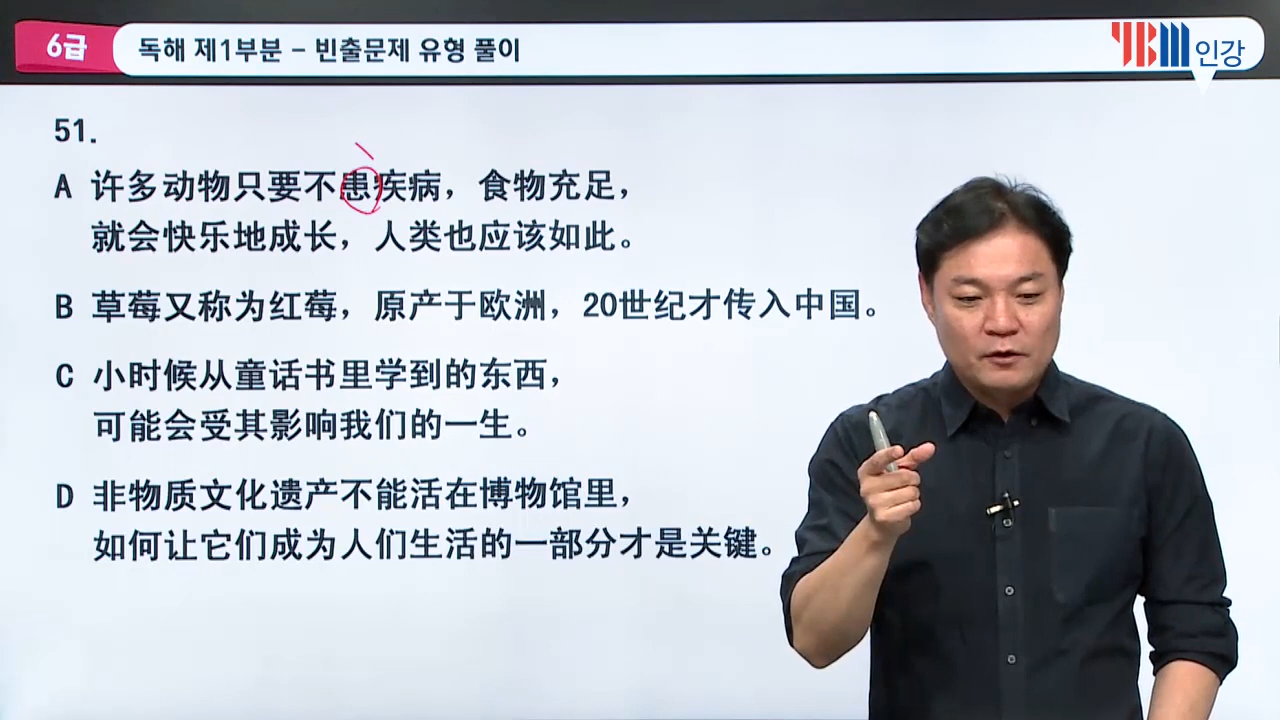 6급
독해 제1부분 – 빈출문제 유형 풀이
YBM 인강
51.
A 许多动物只要不患疾病，食物充足，
就会快乐地成长，人类也应该如此。
B 草莓又称为红莓，原产于欧洲，20世纪才传入中国。
C 小时候从童话书里学到的东西，
可能会受其影响我们的一生。
D 非物质文化遗产不能活在博物馆里，
如何让它们成为人们生活的一部分才是关键。